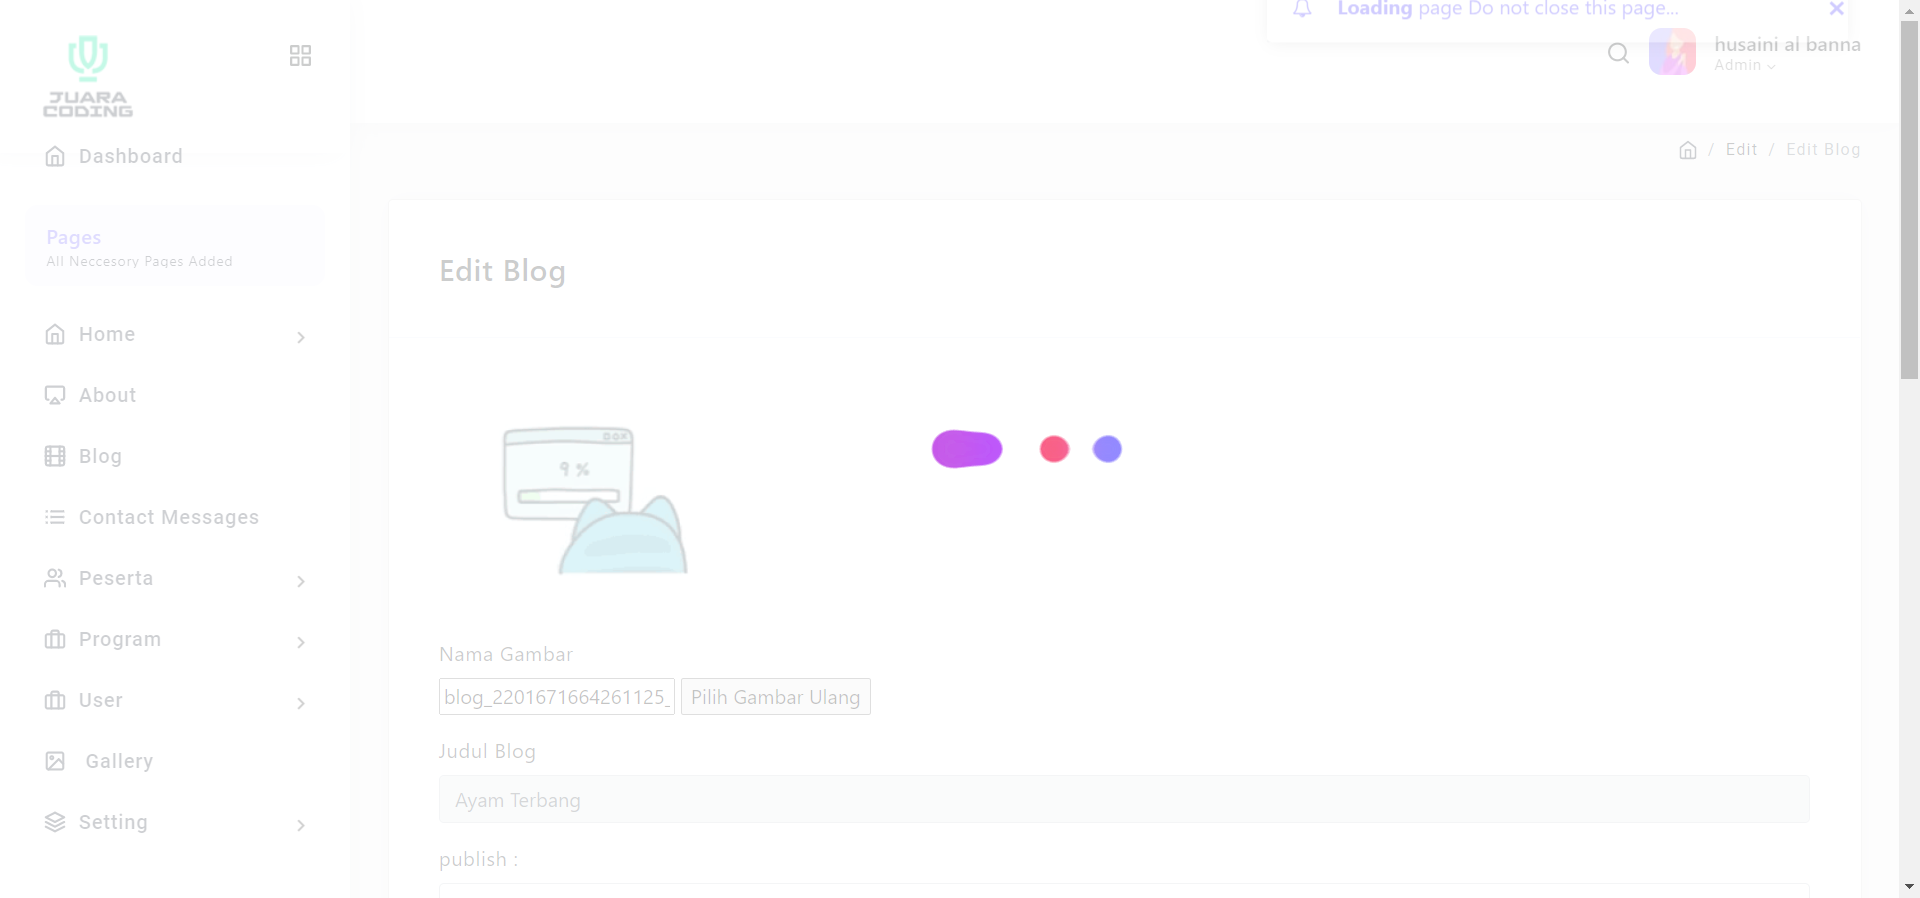 Loading page Do not close this page...
JUARA
CODING
husaini al banna
Admin
Dashboard
/ Edit / Edit Blog
Pages
All Neccesory Pages Added
Edit Blog
Home
About
Blog
9 %
Contact Messages
Peserta
Program
Nama Gambar
blog_2201671664261125_
Pilih Gambar Ulang
User
Judul Blog
Gallery
Ayam Terbang
Setting
publish :